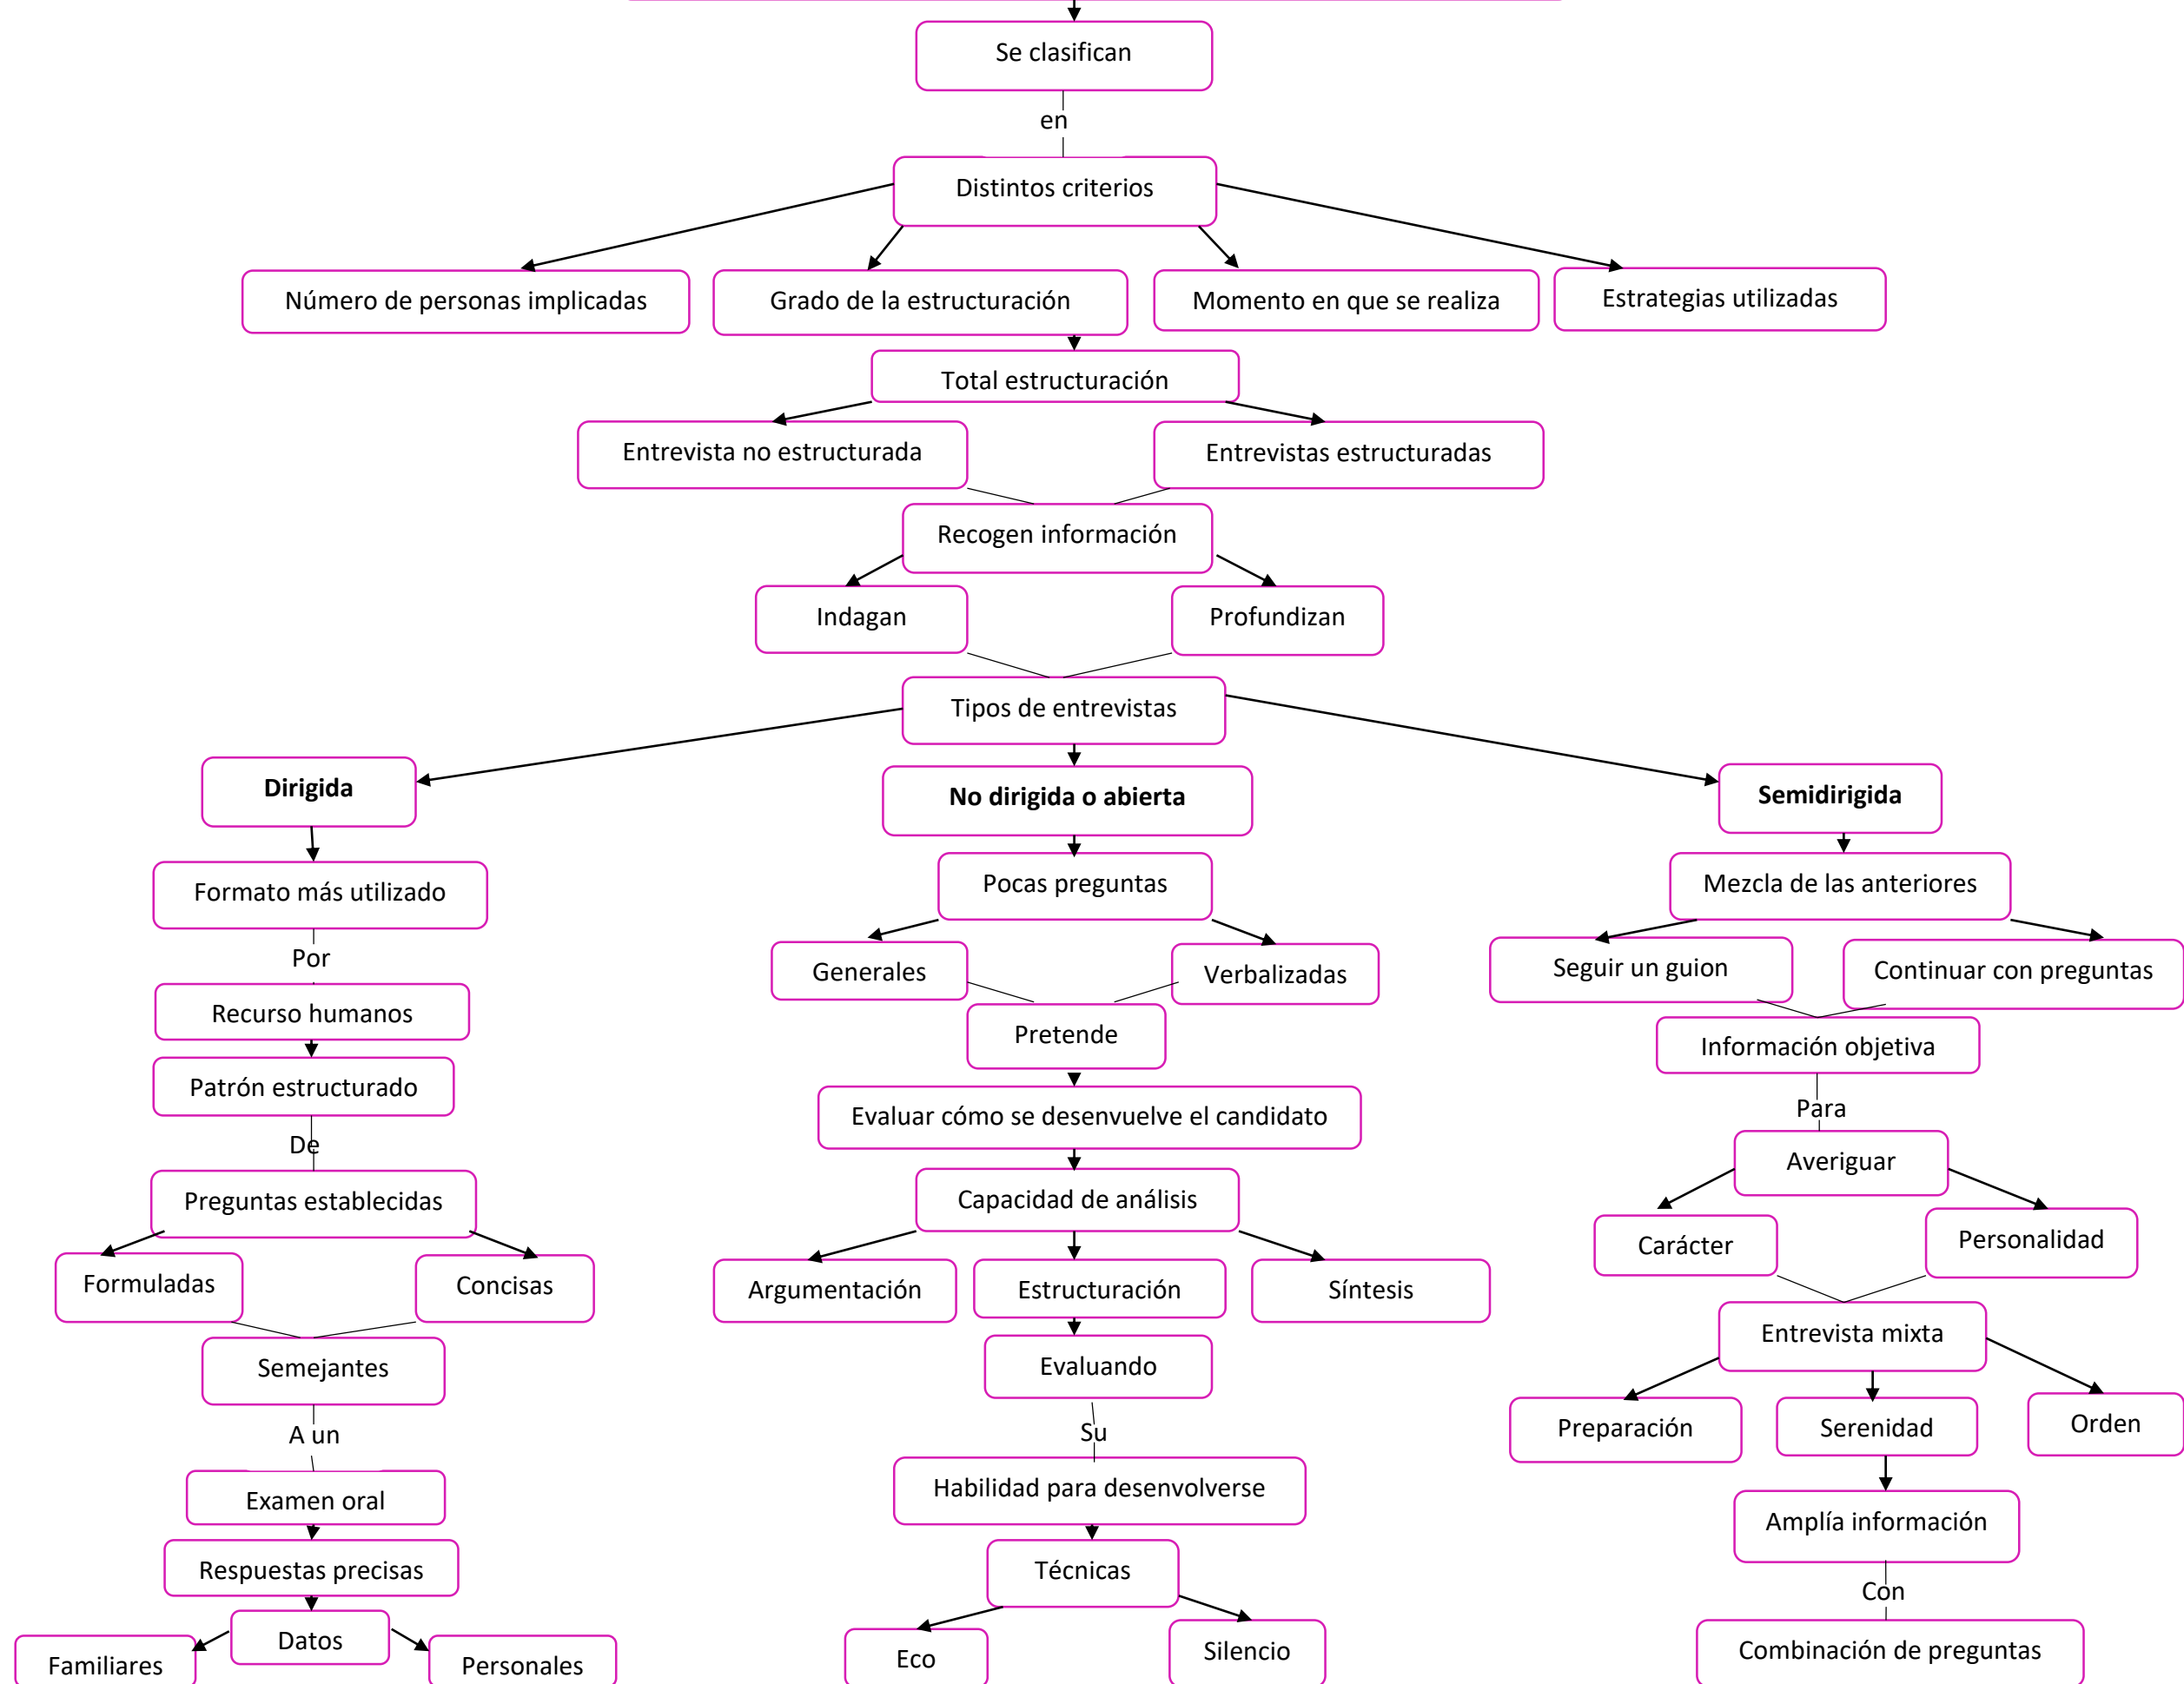 Se clasifican
en
Distintos criterios
Número de personas implicadas
Grado de la estructuración
Momento en que se realiza
Estrategias utilizadas
Total estructuración
Entrevista no estructurada
Entrevistas estructuradas
Recogen información
Indagan
Profundizan
Tipos de entrevistas
Dirigida
No dirigida o abierta
Semidirigida
Formato más utilizado
Por
Recurso humanos
Patrón estructurado
De
Preguntas establecidas
Formuladas
Concisas
Semejantes
A un
Examen oral
Respuestas precisas
Datos
Familiares
Personales
Pocas preguntas
Generales
Verbalizadas
Pretende
Evaluar cómo se desenvuelve el candidato
Capacidad de análisis
Argumentación
Estructuración
Síntesis
Evaluando
Su
Habilidad para desenvolverse
Técnicas
Eco
Silencio
Mezcla de las anteriores
Seguir un guion
Continuar con preguntas
Información objetiva
Para
Averiguar
Carácter
Personalidad
Entrevista mixta
Preparación
Serenidad
Orden
Amplía información
Con
Combinación de preguntas